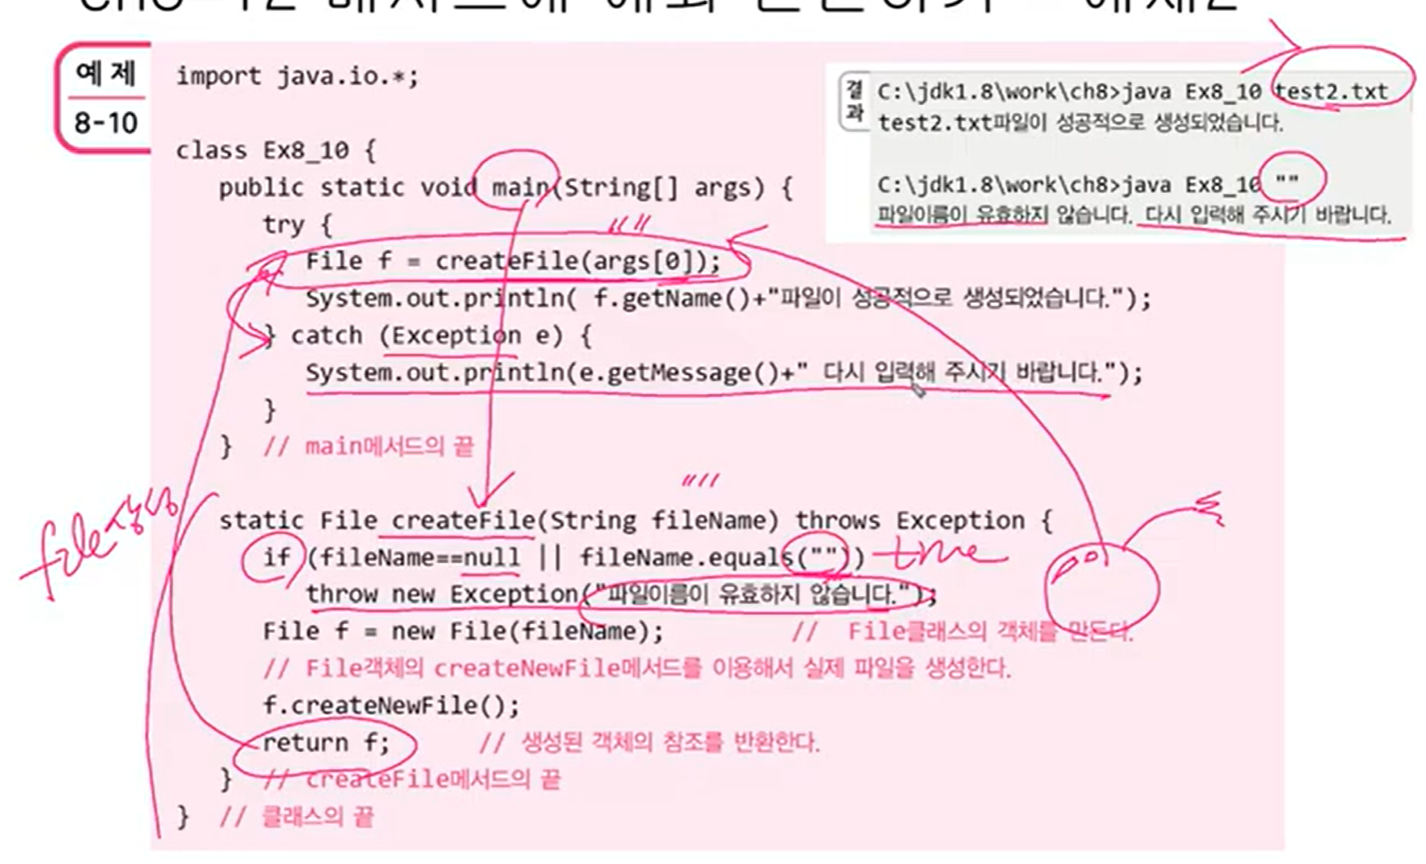 예제
8-10
import java.io.*;
class Ex8_10 {
public static void main(String[] args) {
try {
File f = createFile(args[0]);
System.out.println( f.getName()+"파일이 성공적으로 생성되었습니다.");
} catch (Exception e) {
System.out.println(e.getMessage()+" 다시 입력해 주시기 바랍니다.");
}
} // main메서드의 끝
static File createFile(String fileName) throws Exception {
if (fileName==null || fileName.equals("")) true
throw new Exception("파일이름이 유효하지 않습니다.");
File f = new File(fileName); // File클래스의 객체를 만든다.
// File객체의 createNewFile메서드를 이용해서 실제 파일을 생성한다.
f.createNewFile();
return f; // 생성된 객체의 참조를 반환한다.
} // createFile메서드의 끝
} // 클래스의 끝
결과
C:\jdk1.8\work\ch8>java Ex8_10 test2.txt
test2.txt파일이 성공적으로 생성되었습니다.
C:\jdk1.8\work\ch8>java Ex8_10 ""
파일이름이 유효하지 않습니다. 다시 입력해 주시기 바랍니다.
file생성
""
""